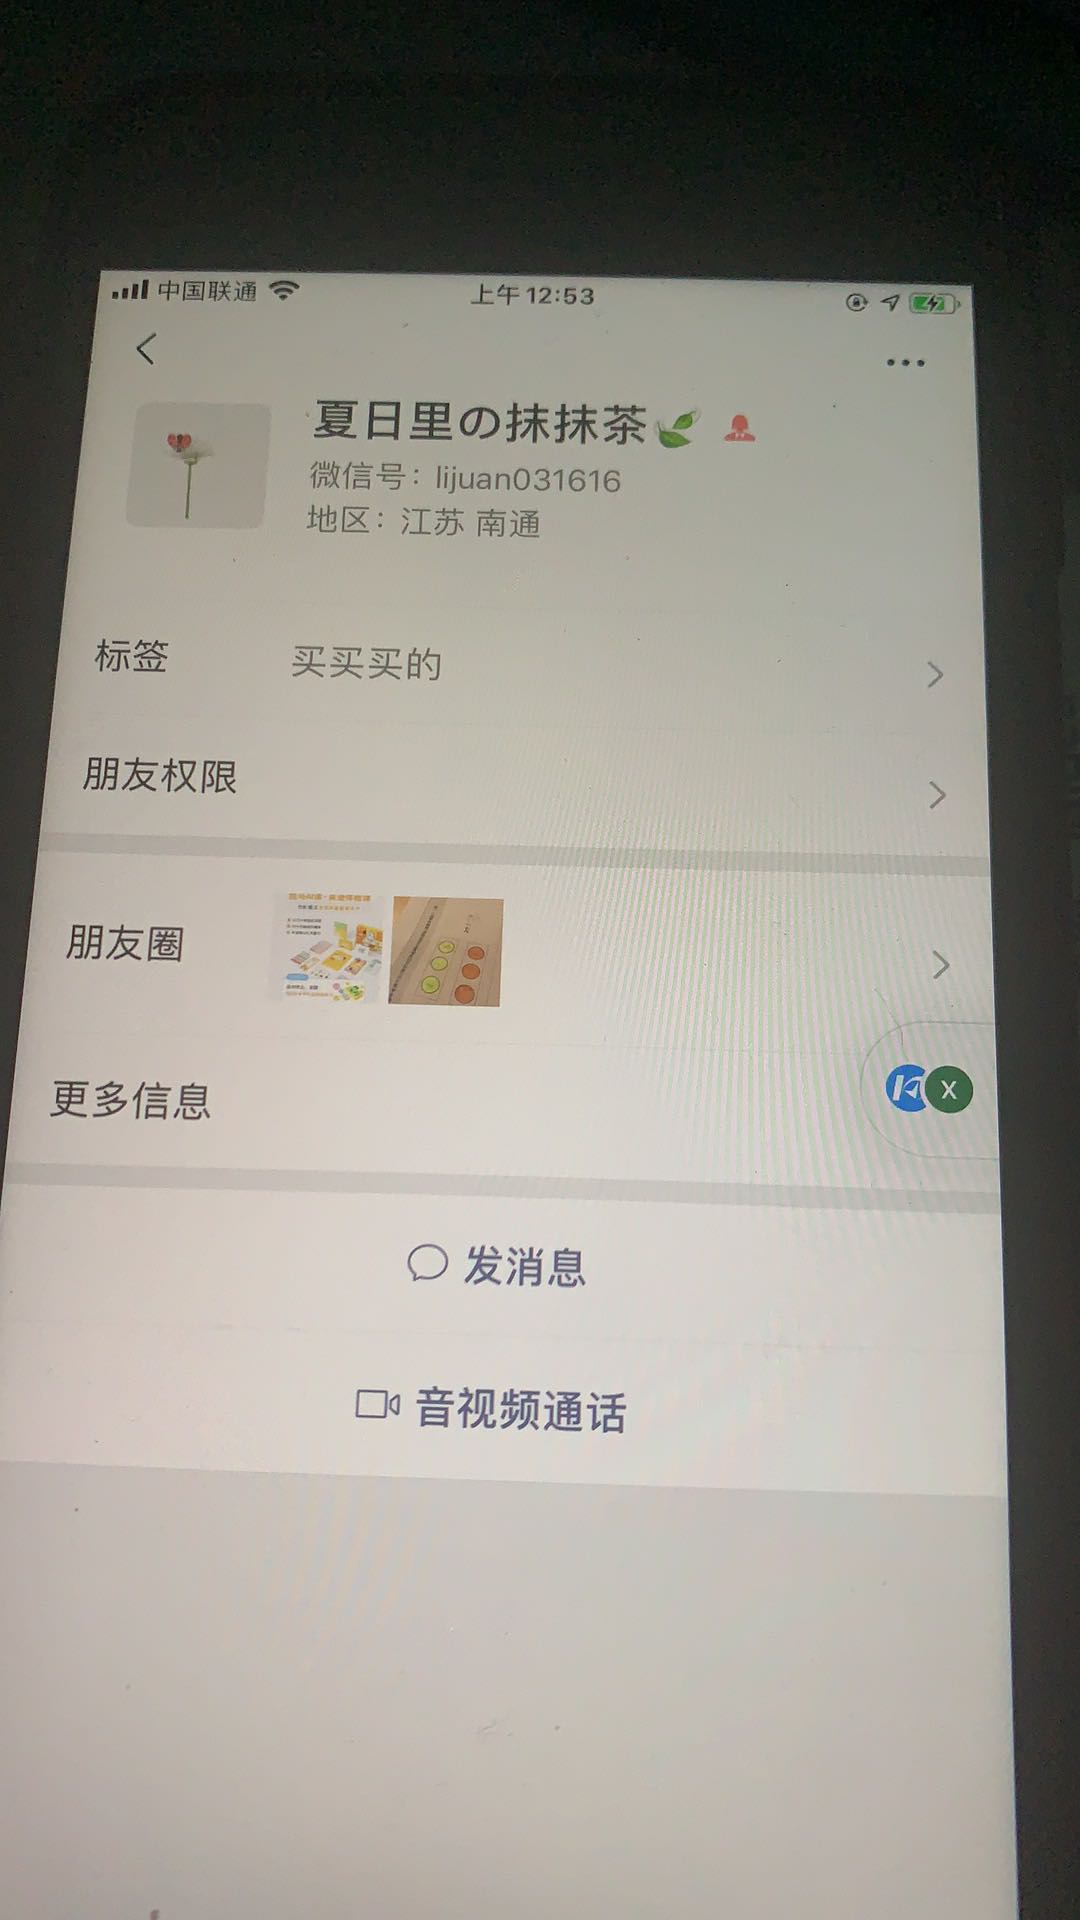 中国联通
上午12:53
夏日里の抹抹茶
微信号：lijuan031616
地区：江苏 南通
标签
买买买的
朋友权限
朋友圈
更多信息
X
发消息
音视频通话